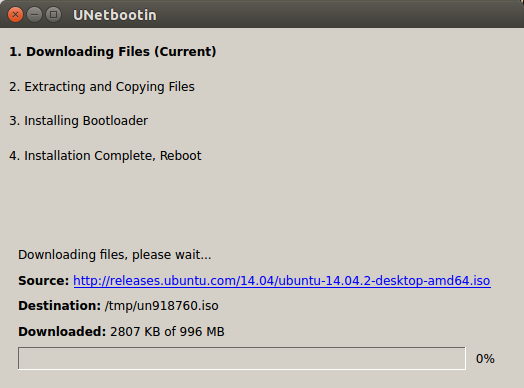 UNetbootin
1. Downloading Files (Current)
2. Extracting and Copying Files
3. Installing Bootloader
4. Installation Complete, Reboot
Downloading files, please wait...
Source: http://releases.ubuntu.com/14.04/ubuntu-14.04.2-desktop-amd64.iso
Destination: /tmp/un918760.iso
Downloaded: 2807 KB of 996 MB
0%